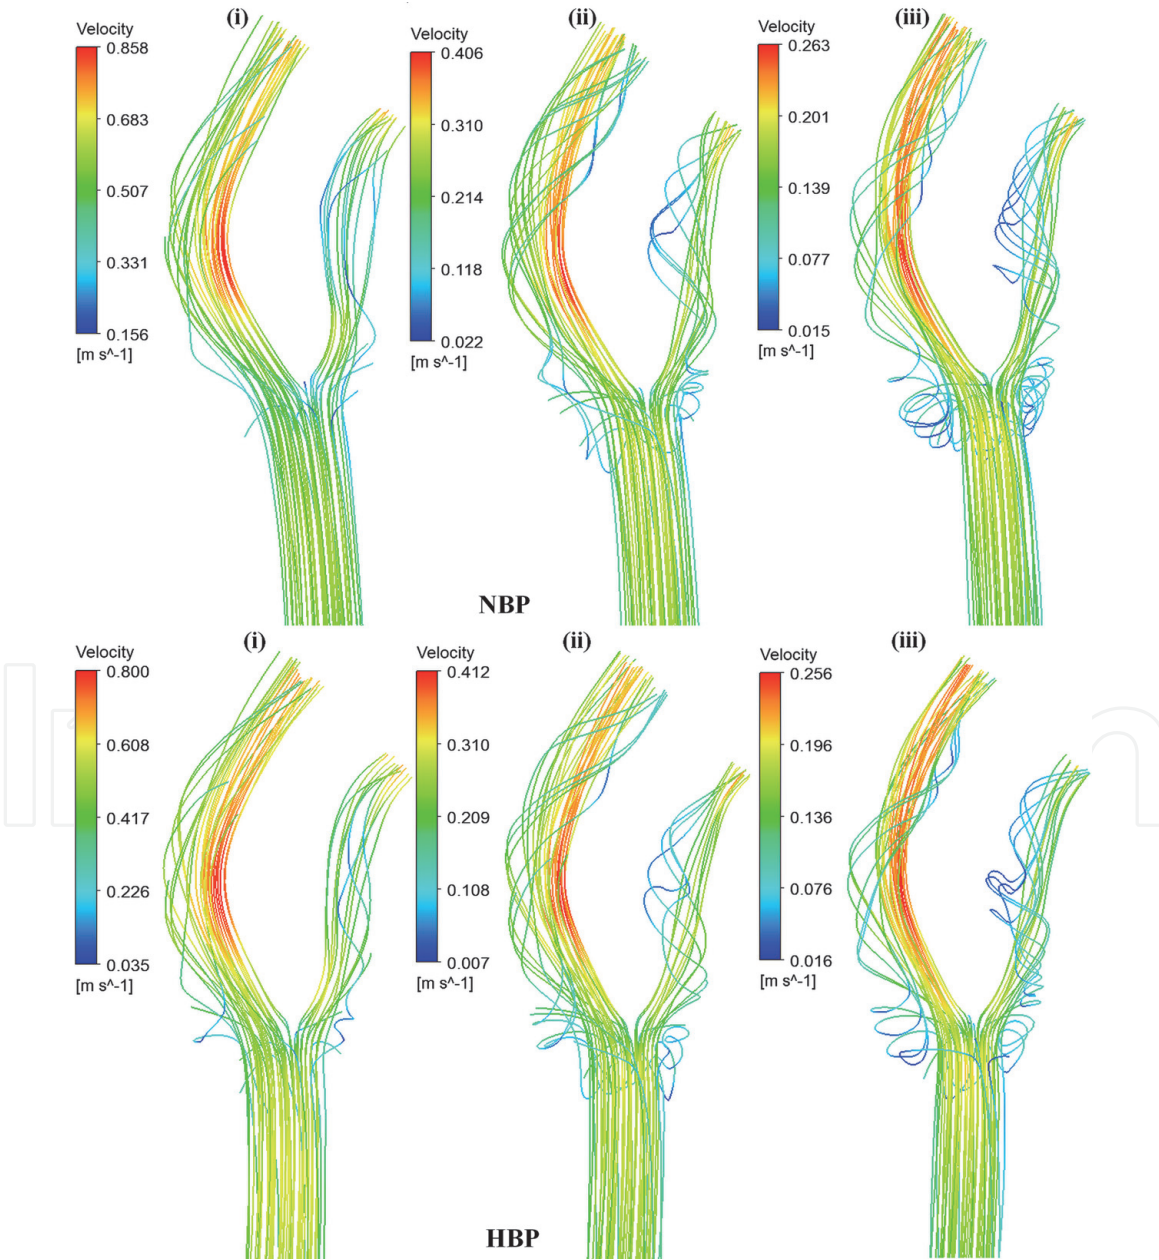 (i)
Velocity
0.858
0.683
0.507
0.331
0.156
[m s^-1]
(ii)
Velocity
0.406
0.310
0.214
0.118
0.022
[m s^-1]
(iii)
Velocity
0.263
0.201
0.139
0.077
0.015
[m s^-1]
NBP
(i)
Velocity
0.800
0.608
0.417
0.226
0.035
[m s^-1]
(ii)
Velocity
0.412
0.310
0.209
0.108
0.007
[m s^-1]
(iii)
Velocity
0.256
0.196
0.136
0.076
0.016
[m s^-1]
HBP